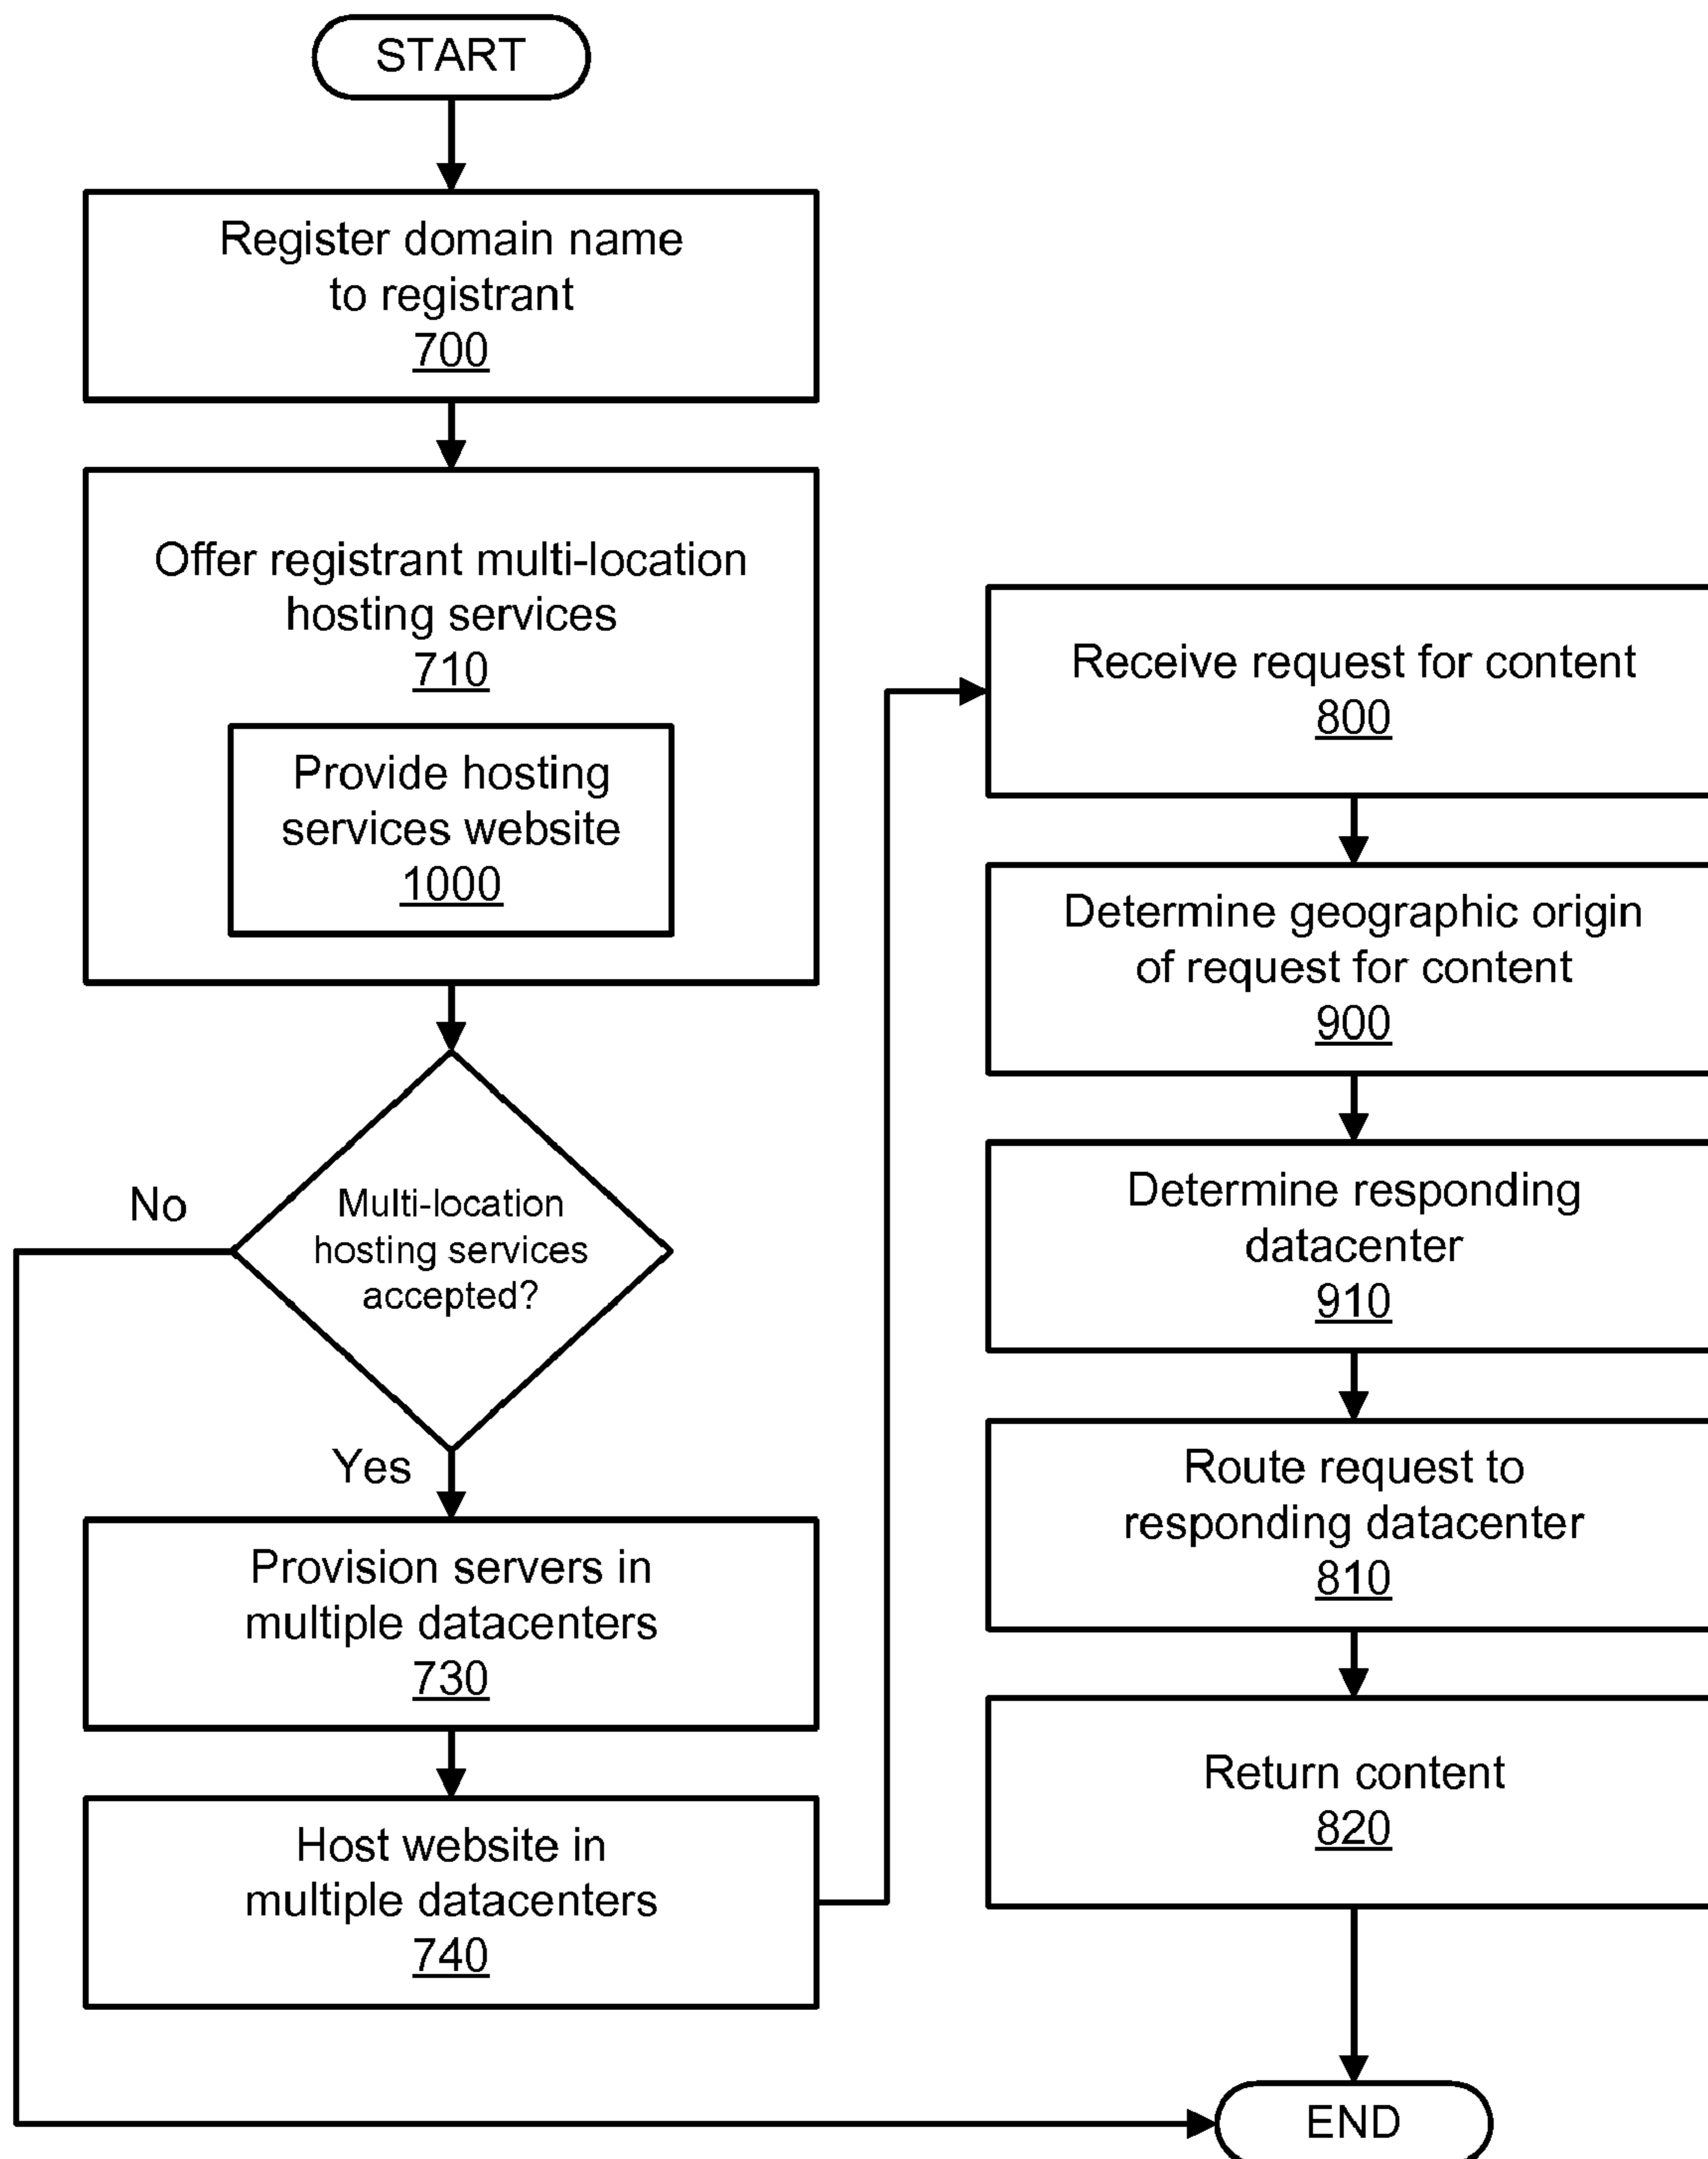 START
Register domain name
to registrant
700
Offer registrant multi-location
hosting services
710
Provide hosting
services website
1000
Multi-location
hosting services
accepted?
No
Yes
Provision servers in
multiple datacenters
730
Host website in
multiple datacenters
740
Receive request for content
800
Determine geographic origin
of request for content
900
Determine responding
datacenter
910
Route request to
responding datacenter
810
Return content
820
END